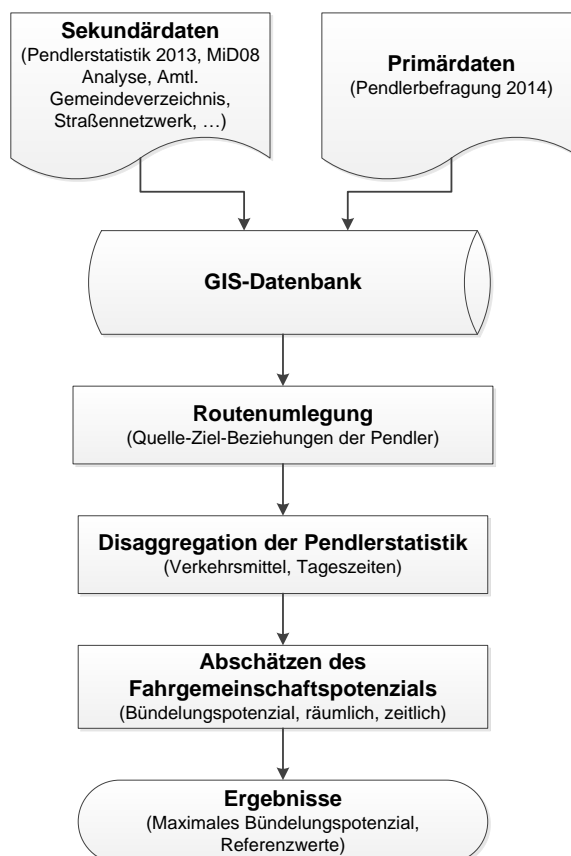 Sekundärdaten
(Pendlerstatistik 2013, MiD08
Analyse, Amtl.
Gemeindeverzeichnis,
Straßennetzwerk, …)
Primärdaten
(Pendlerbefragung 2014)
GIS-Datenbank
Routenumlegung
(Quelle-Ziel-Beziehungen der Pendler)
Disaggregation der Pendlerstatistik
(Verkehrsmittel, Tageszeiten)
Abschätzen des
Fahrgemeinschaftspotenzials
(Bündelungspotenzial, räumlich, zeitlich)
Ergebnisse
(Maximales Bündelungspotenzial,
Referenzwerte)